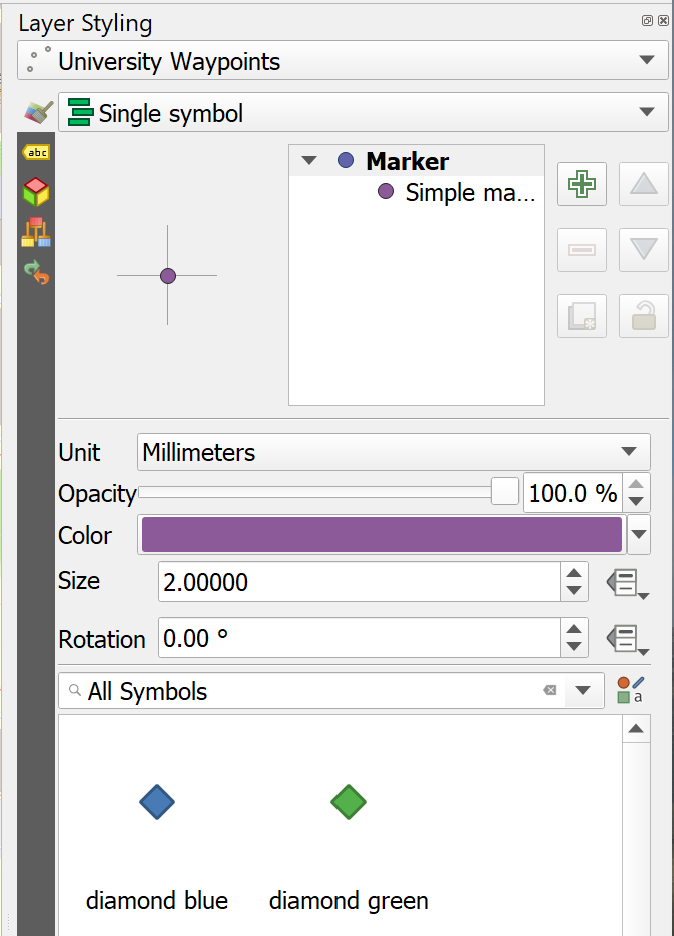 Layer Styling
University Waypoints
Single symbol
abc
Marker
Simple ma...
Unit
Millimeters
Opacity
100.0 %
Color
Size
2.00000
Rotation
0.00 °
All Symbols
a
diamond blue
diamond green